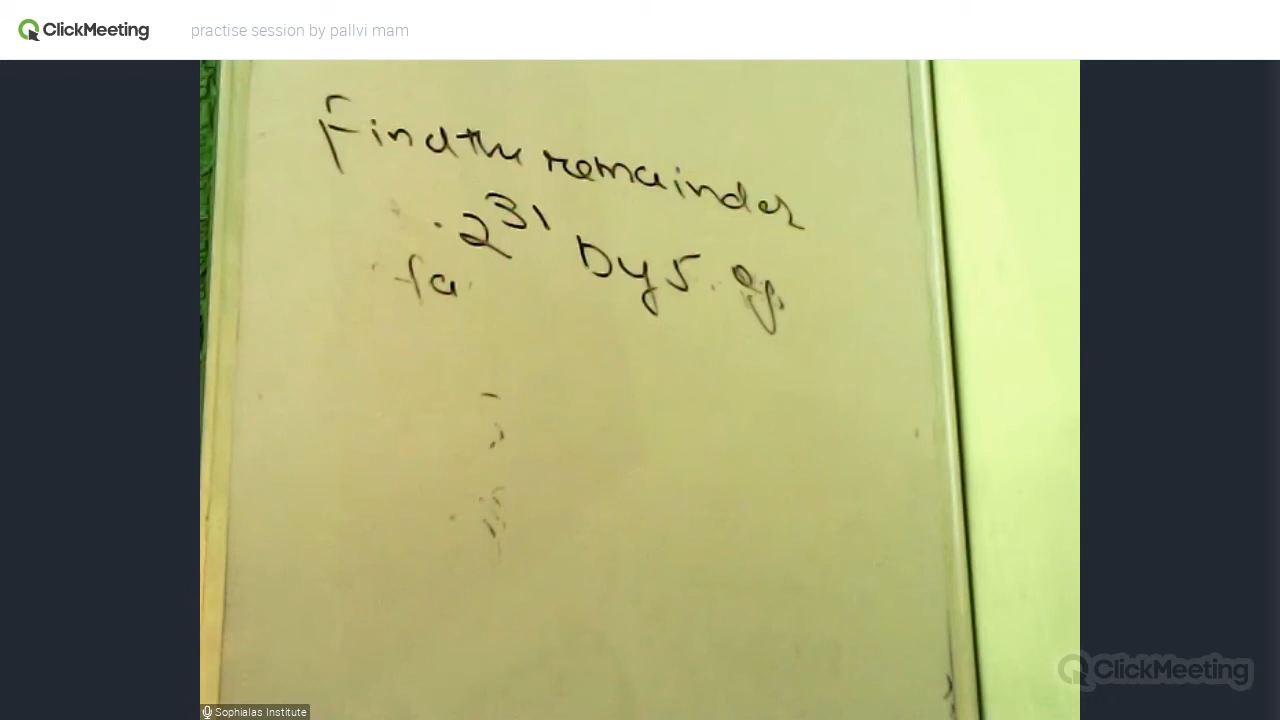 ClickMeeting
practise session by pallvi mam
Find the remainder
2³¹ by 5.
Sophialas Institute
ClickMeeting